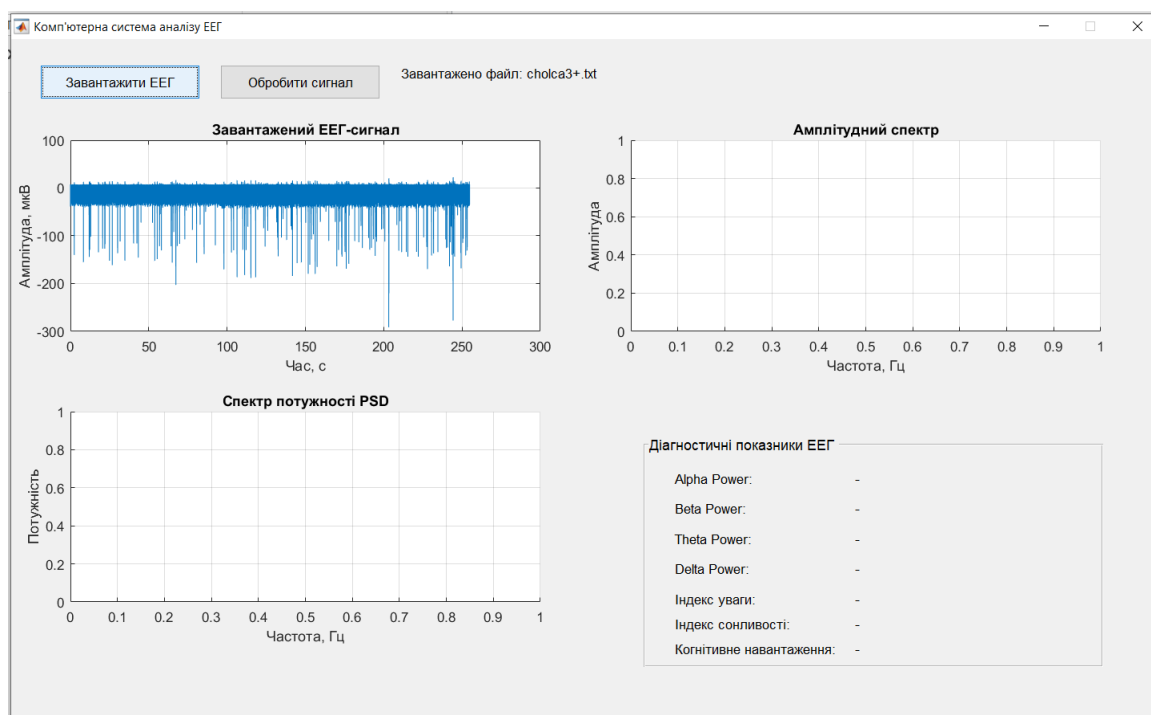 Комп'ютерна система аналізу ЕЕГ
Завантажити ЕЕГ
Обробити сигнал
Завантажено файл: cholca3+.txt
Завантажений ЕЕГ-сигнал
100
0
-100
-200
-300
Амплітуда, мкВ
0 50 100 150 200 250 300
Час, с
Амплітудний спектр
1
0.8
0.6
0.4
0.2
0
Амплітуда
0 0.1 0.2 0.3 0.4 0.5 0.6 0.7 0.8 0.9 1
Частота, Гц
Спектр потужності PSD
1
0.8
0.6
0.4
0.2
0
Потужність
0 0.1 0.2 0.3 0.4 0.5 0.6 0.7 0.8 0.9 1
Частота, Гц
Діагностичні показники ЕЕГ
Alpha Power: -
Beta Power: -
Theta Power: -
Delta Power: -
Індекс уваги: -
Індекс сонливості: -
Когнітивне навантаження: -